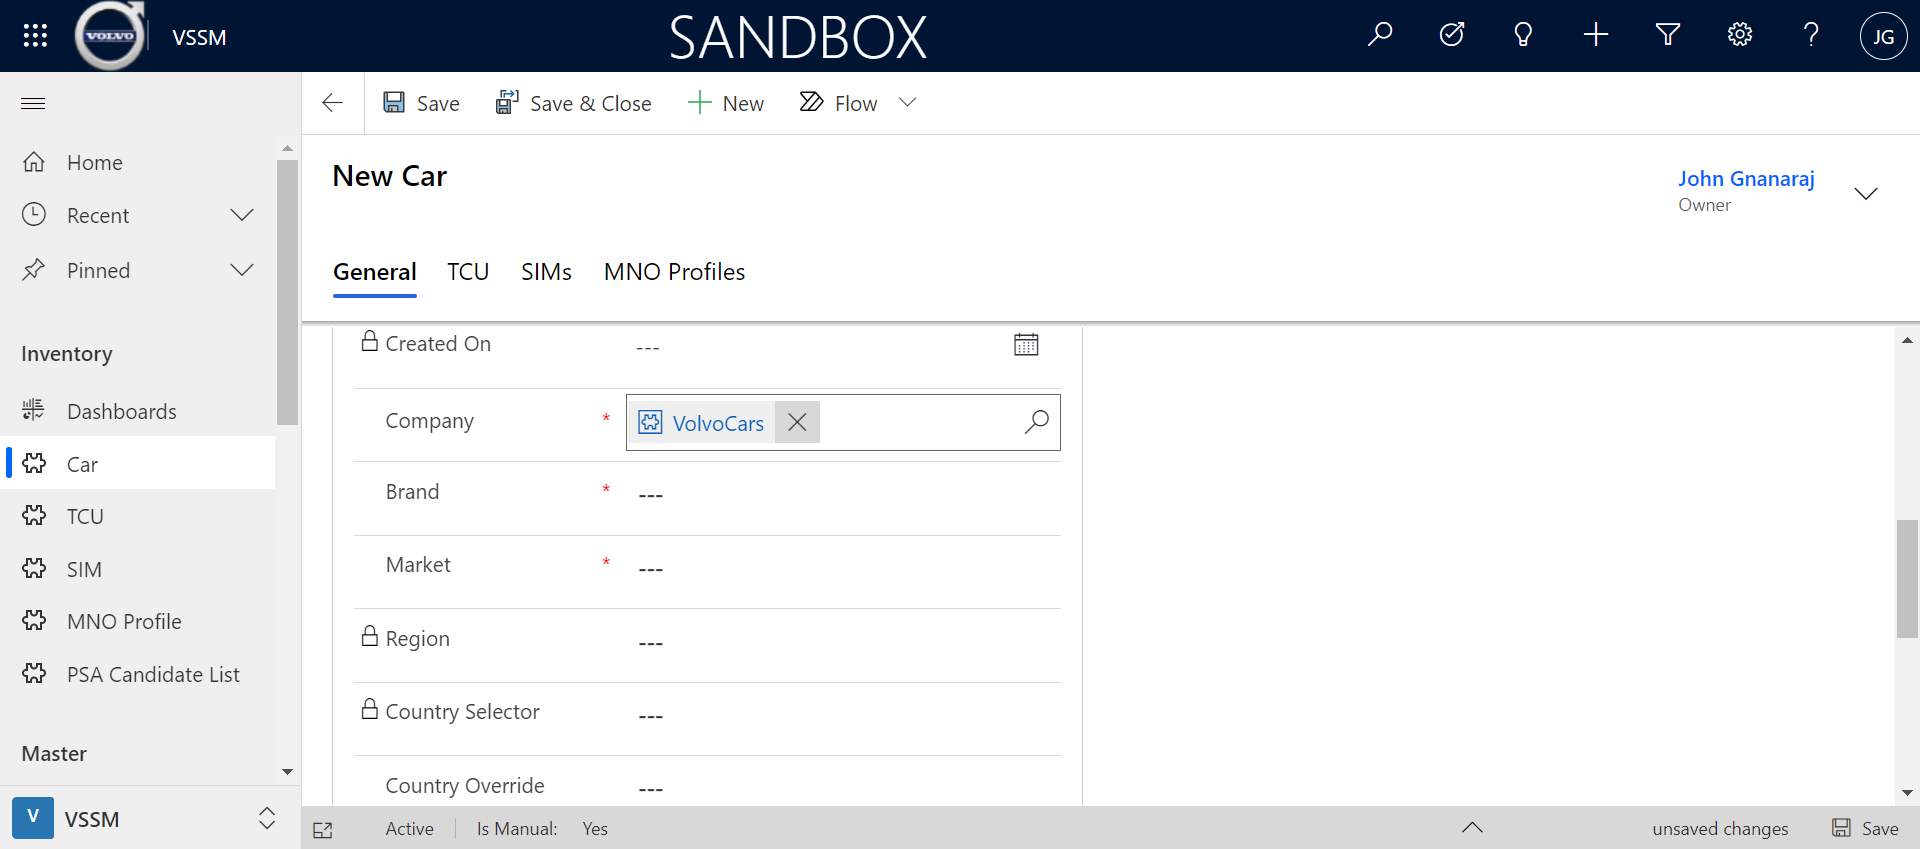 VOLVO
VSSM
SANDBOX
JG
Save
Save & Close
New
Flow
Home
Recent
Pinned
Inventory
Dashboards
Car
TCU
SIM
MNO Profile
PSA Candidate List
Master
V
VSSM
New Car
John Gnanaraj
Owner
General
TCU
SIMs
MNO Profiles
Created On
---
Company
*
VolvoCars
Brand
*
---
Market
*
---
Region
---
Country Selector
---
Country Override
---
Active
Is Manual:
Yes
unsaved changes
Save